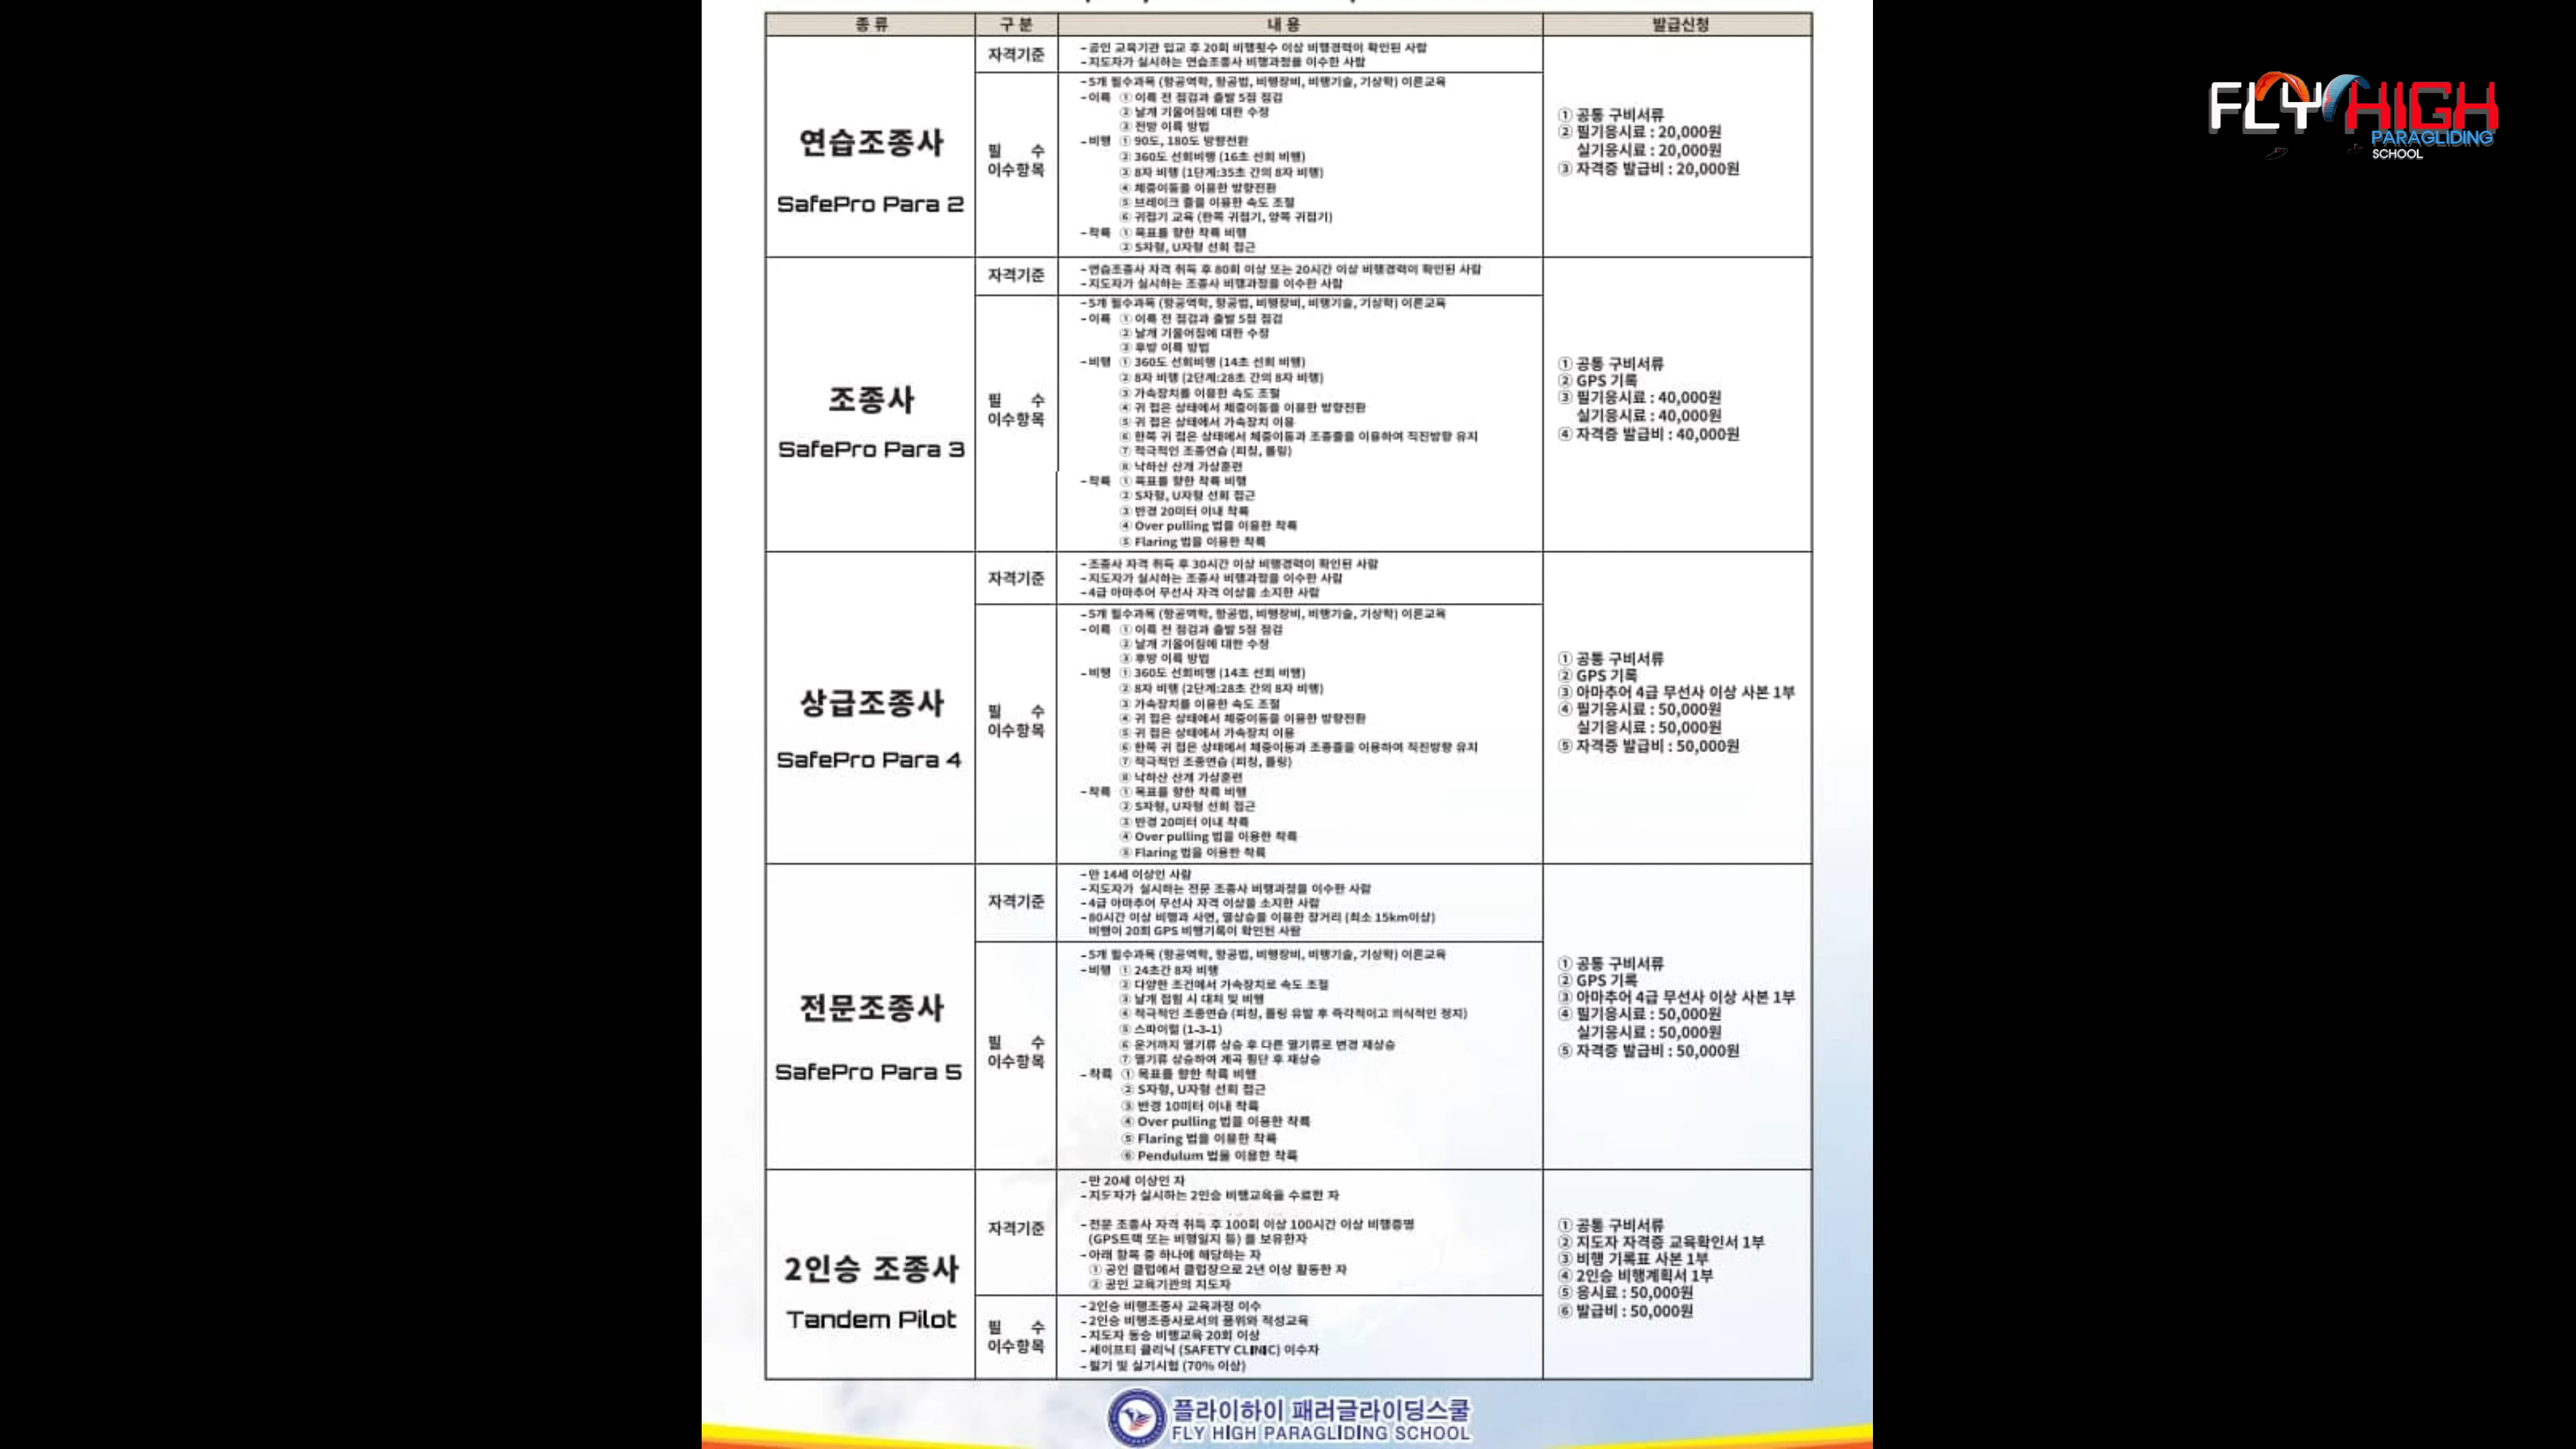 종 류 구 분 내 용 발급신청
연습조종사
SafePro Para 2
자격기준
- 공인 교육기관 입교 후 20회 비행횟수 이상 비행경력이 확인된 사람
- 지도자가 실시하는 연습조종사 비행과정을 이수한 사람
필 수
이수항목
- 5개 필수과목 (항공역학, 항공법, 비행장비, 비행기술, 기상학) 이론교육
- 이륙 ① 이륙 전 점검과 출발 5점 점검
② 날개 기울어짐에 대한 수정
③ 전방 이륙 방법
- 비행 ① 90도, 180도 방향전환
② 360도 선회비행 (16초 선회 비행)
③ 8자 비행 (1단계:35초 간의 8자 비행)
④ 체중이동을 이용한 방향전환
⑤ 브레이크 줄을 이용한 속도 조절
⑥ 귀접기 교육 (한쪽 귀접기, 양쪽 귀접기)
- 착륙 ① 목표를 향한 착륙 비행
② S자형, U자형 선회 접근
① 공통 구비서류
② 필기응시료 : 20,000원
실기응시료 : 20,000원
③ 자격증 발급비 : 20,000원
조종사
SafePro Para 3
자격기준
- 연습조종사 자격 취득 후 80회 이상 또는 20시간 이상 비행경력이 확인된 사람
- 지도자가 실시하는 조종사 비행과정을 이수한 사람
필 수
이수항목
- 5개 필수과목 (항공역학, 항공법, 비행장비, 비행기술, 기상학) 이론교육
- 이륙 ① 이륙 전 점검과 출발 5점 점검
② 날개 기울어짐에 대한 수정
③ 후방 이륙 방법
- 비행 ① 360도 선회비행 (14초 선회 비행)
② 8자 비행 (2단계:28초 간의 8자 비행)
③ 가속장치를 이용한 속도 조절
④ 귀 접은 상태에서 체중이동을 이용한 방향전환
⑤ 귀 접은 상태에서 가속장치 이용
⑥ 한쪽 귀 접은 상태에서 체중이동과 조종줄을 이용하여 직진방향 유지
⑦ 적극적인 조종연습 (피칭, 롤링)
⑧ 낙하산 산개 가상훈련
- 착륙 ① 목표를 향한 착륙 비행
② S자형, U자형 선회 접근
③ 반경 20미터 이내 착륙
④ Over pulling 법을 이용한 착륙
⑤ Flaring 법을 이용한 착륙
① 공통 구비서류
② GPS 기록
③ 필기응시료 : 40,000원
실기응시료 : 40,000원
④ 자격증 발급비 : 40,000원
상급조종사
SafePro Para 4
자격기준
- 조종사 자격 취득 후 30시간 이상 비행경력이 확인된 사람
- 지도자가 실시하는 조종사 비행과정을 이수한 사람
- 4급 아마추어 무선사 자격 이상을 소지한 사람
필 수
이수항목
- 5개 필수과목 (항공역학, 항공법, 비행장비, 비행기술, 기상학) 이론교육
- 이륙 ① 이륙 전 점검과 출발 5점 점검
② 날개 기울어짐에 대한 수정
③ 후방 이륙 방법
- 비행 ① 360도 선회비행 (14초 선회 비행)
② 8자 비행 (2단계:28초 간의 8자 비행)
③ 가속장치를 이용한 속도 조절
④ 귀 접은 상태에서 체중이동을 이용한 방향전환
⑤ 귀 접은 상태에서 가속장치 이용
⑥ 한쪽 귀 접은 상태에서 체중이동과 조종줄을 이용하여 직진방향 유지
⑦ 적극적인 조종연습 (피칭, 롤링)
⑧ 낙하산 산개 가상훈련
- 착륙 ① 목표를 향한 착륙 비행
② S자형, U자형 선회 접근
③ 반경 20미터 이내 착륙
④ Over pulling 법을 이용한 착륙
⑤ Flaring 법을 이용한 착륙
① 공통 구비서류
② GPS 기록
③ 아마추어 4급 무선사 이상 사본 1부
④ 필기응시료 : 50,000원
실기응시료 : 50,000원
⑤ 자격증 발급비 : 50,000원
전문조종사
SafePro Para 5
자격기준
- 만 14세 이상인 사람
- 지도자가 실시하는 전문 조종사 비행과정을 이수한 사람
- 4급 아마추어 무선사 자격 이상을 소지한 사람
- 80시간 이상 비행과 사면, 열상승을 이용한 장거리 (최소 15km이상)
비행이 20회 GPS 비행기록이 확인된 사람
필 수
이수항목
- 5개 필수과목 (항공역학, 항공법, 비행장비, 비행기술, 기상학) 이론교육
- 비행 ① 24초간 8자 비행
② 다양한 조건에서 가속장치로 속도 조절
③ 날개 접힘 시 대처 및 비행
④ 적극적인 조종연습 (피칭, 롤링 유발 후 즉각적이고 의식적인 정지)
⑤ 스파이럴 (1-3-1)
⑥ 운저까지 열기류 상승 후 다른 열기류로 변경 재상승
⑦ 열기류 상승하여 계곡 횡단 후 재상승
- 착륙 ① 목표를 향한 착륙 비행
② S자형, U자형 선회 접근
③ 반경 10미터 이내 착륙
④ Over pulling 법을 이용한 착륙
⑤ Flaring 법을 이용한 착륙
⑥ Pendulum 법을 이용한 착륙
① 공통 구비서류
② GPS 기록
③ 아마추어 4급 무선사 이상 사본 1부
④ 필기응시료 : 50,000원
실기응시료 : 50,000원
⑤ 자격증 발급비 : 50,000원
2인승 조종사
Tandem Pilot
자격기준
- 만 20세 이상인 자
- 지도자가 실시하는 2인승 비행교육을 수료한 자
- 전문 조종사 자격 취득 후 100회 이상 100시간 이상 비행증명
(GPS트랙 또는 비행일지 등) 를 보유한자
- 아래 항목 중 하나에 해당하는 자
① 공인 클럽에서 클럽장으로 2년 이상 활동한 자
② 공인 교육기관의 지도자
필 수
이수항목
- 2인승 비행조종사 교육과정 이수
- 2인승 비행조종사로서의 품위와 적성교육
- 지도자 동승 비행교육 20회 이상
- 세이프티 클리닉 (SAFETY CLINIC) 이수자
- 필기 및 실기시험 (70% 이상)
① 공통 구비서류
② 지도자 자격증 교육확인서 1부
③ 비행 기록표 사본 1부
④ 2인승 비행계획서 1부
⑤ 응시료 : 50,000원
⑥ 발급비 : 50,000원
플라이하이 패러글라이딩스쿨
FLY HIGH PARAGLIDING SCHOOL
FLY HIGH
PARAGLIDING
SCHOOL